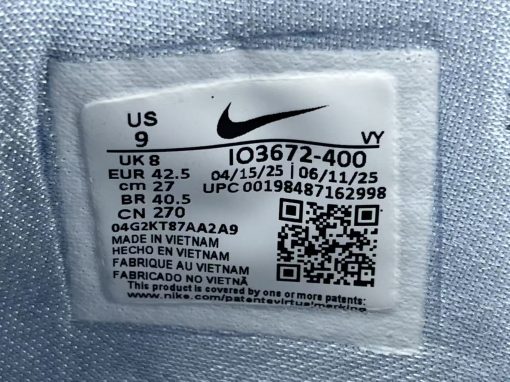 US
9
VY
UK 8
EUR 42.5
cm 27
BR 40.5
CN 270
IO3672-400
04/15/25 06/11/25
UPC 00198487162998
04G2KT87AA2A9
MADE IN VIETNAM
HECHO EN VIETNAM
FABRIQUE AU VIETNAM
FABRICADO NO VIETNÃ
This product is covered by one or more patents:
www.nike.com/patentsvirtualmarking